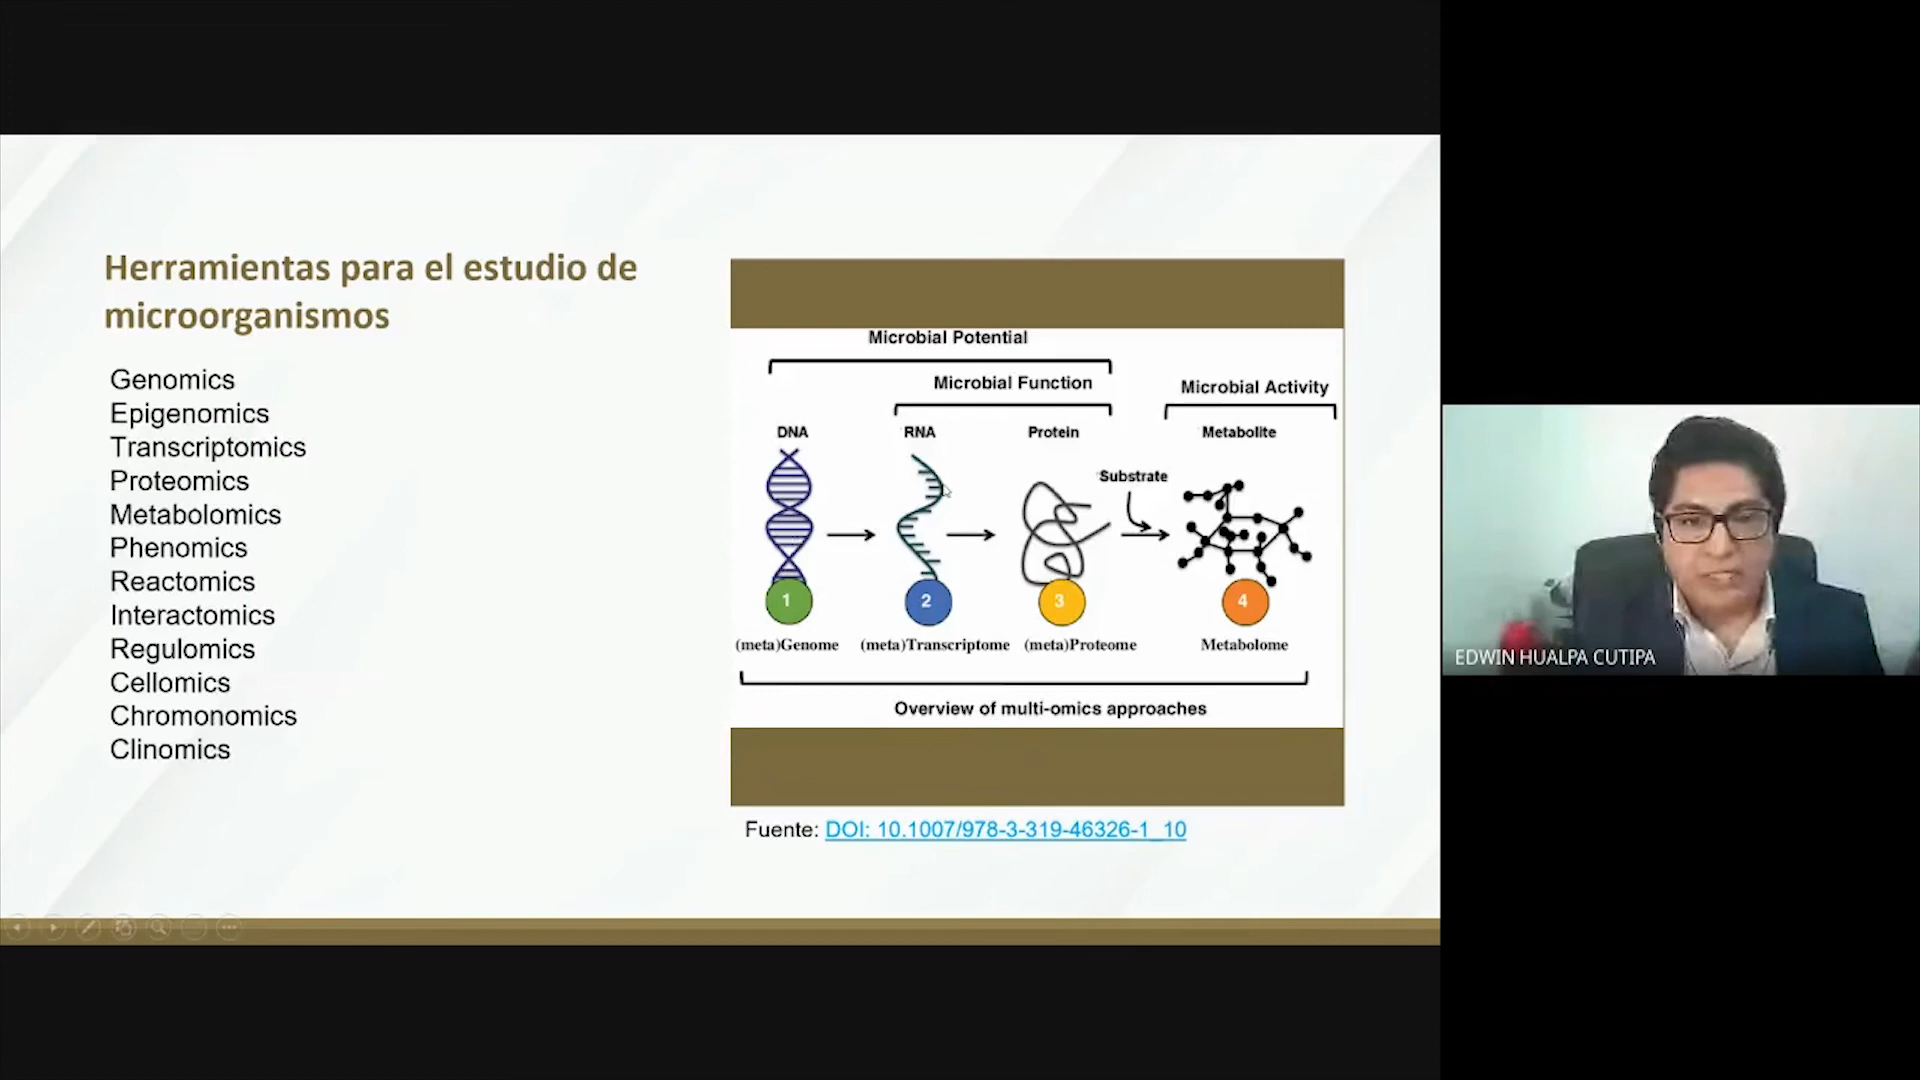 Herramientas para el estudio de
microorganismos
Genomics
Epigenomics
Transcriptomics
Proteomics
Metabolomics
Phenomics
Reactomics
Interactomics
Regulomics
Cellomics
Chromonomics
Clinomics
Microbial Potential
Microbial Function
Microbial Activity
DNA
RNA
Protein
Metabolite
Substrate
1
2
3
4
(meta)Genome
(meta)Transcriptome
(meta)Proteome
Metabolome
Overview of multi-omics approaches
Fuente: DOI: 10.1007/978-3-319-46326-1_10
EDWIN HUALPA CUTIPA